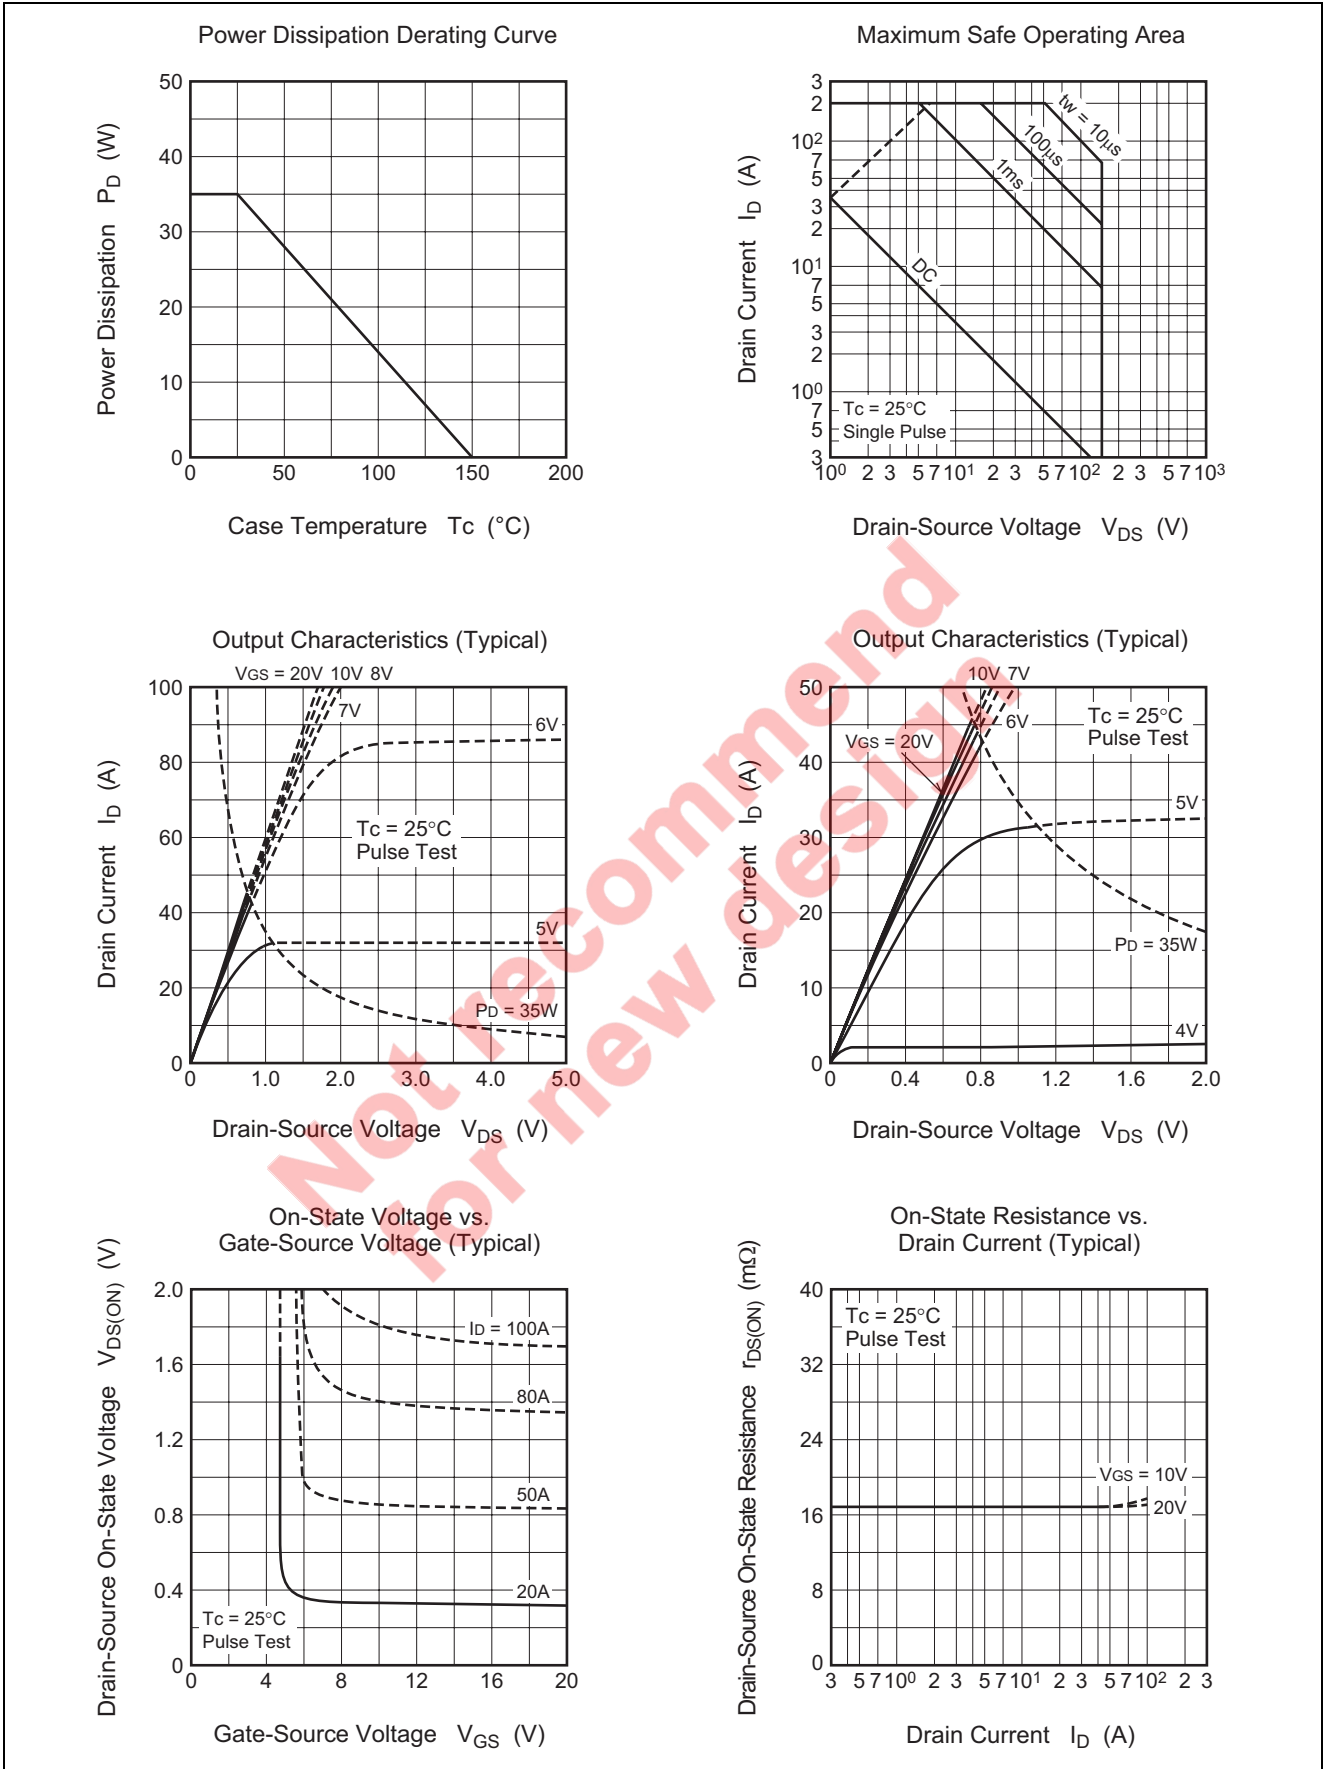 Power Dissipation Derating Curve
Power Dissipation PD (W)
50
40
30
20
10
0
0 50 100 150 200
Case Temperature Tc (°C)
Maximum Safe Operating Area
Drain Current ID (A)
3
2
10²
7
5
3
2
10¹
7
5
3
2
10⁰
7
5
3
tw = 10μs
100μs
1ms
DC
Tc = 25°C
Single Pulse
10⁰ 2 3 5 7 10¹ 2 3 5 7 10² 2 3 5 7 10³
Drain-Source Voltage VDS (V)
Output Characteristics (Typical)
Drain Current ID (A)
VGS = 20V 10V 8V
7V
6V
Tc = 25°C
Pulse Test
5V
PD = 35W
100
80
60
40
20
0
0 1.0 2.0 3.0 4.0 5.0
Drain-Source Voltage VDS (V)
Output Characteristics (Typical)
Drain Current ID (A)
10V 7V
6V
VGS = 20V
Tc = 25°C
Pulse Test
5V
PD = 35W
4V
50
40
30
20
10
0
0 0.4 0.8 1.2 1.6 2.0
Drain-Source Voltage VDS (V)
Not recommend
for new design
On-State Voltage vs.
Gate-Source Voltage (Typical)
Drain-Source On-State Voltage VDS(ON) (V)
2.0
1.6
1.2
0.8
0.4
0
ID = 100A
80A
50A
20A
Tc = 25°C
Pulse Test
0 4 8 12 16 20
Gate-Source Voltage VGS (V)
On-State Resistance vs.
Drain Current (Typical)
Drain-Source On-State Resistance rDS(ON) (mΩ)
40
32
24
16
8
0
Tc = 25°C
Pulse Test
VGS = 10V
20V
3 5 7 10⁰ 2 3 5 7 10¹ 2 3 5 7 10² 2 3
Drain Current ID (A)